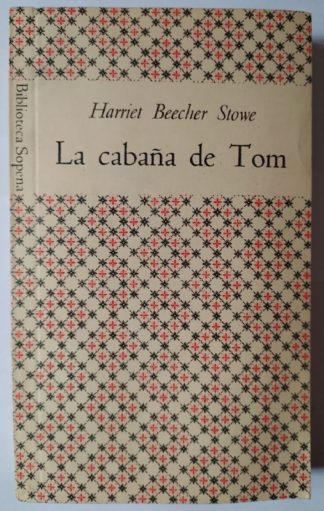 Harriet Beecher Stowe
La cabaña de Tom
Biblioteca Sopena